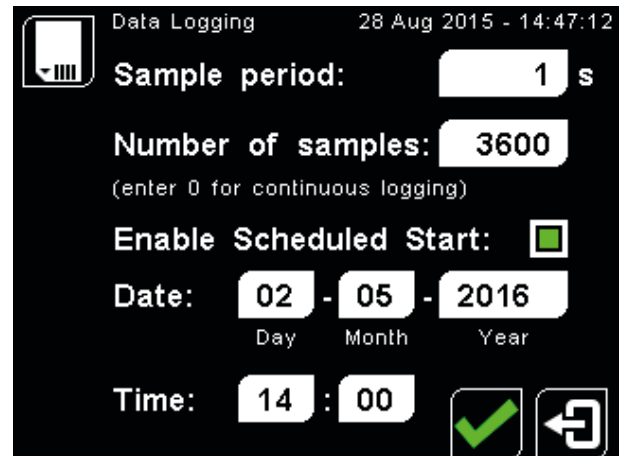 Data Logging 28 Aug 2015 - 14:47:12
Sample period: 1 s
Number of samples: 3600
(enter 0 for continuous logging)
Enable Scheduled Start:
Date: 02 - 05 - 2016
Day Month Year
Time: 14 : 00